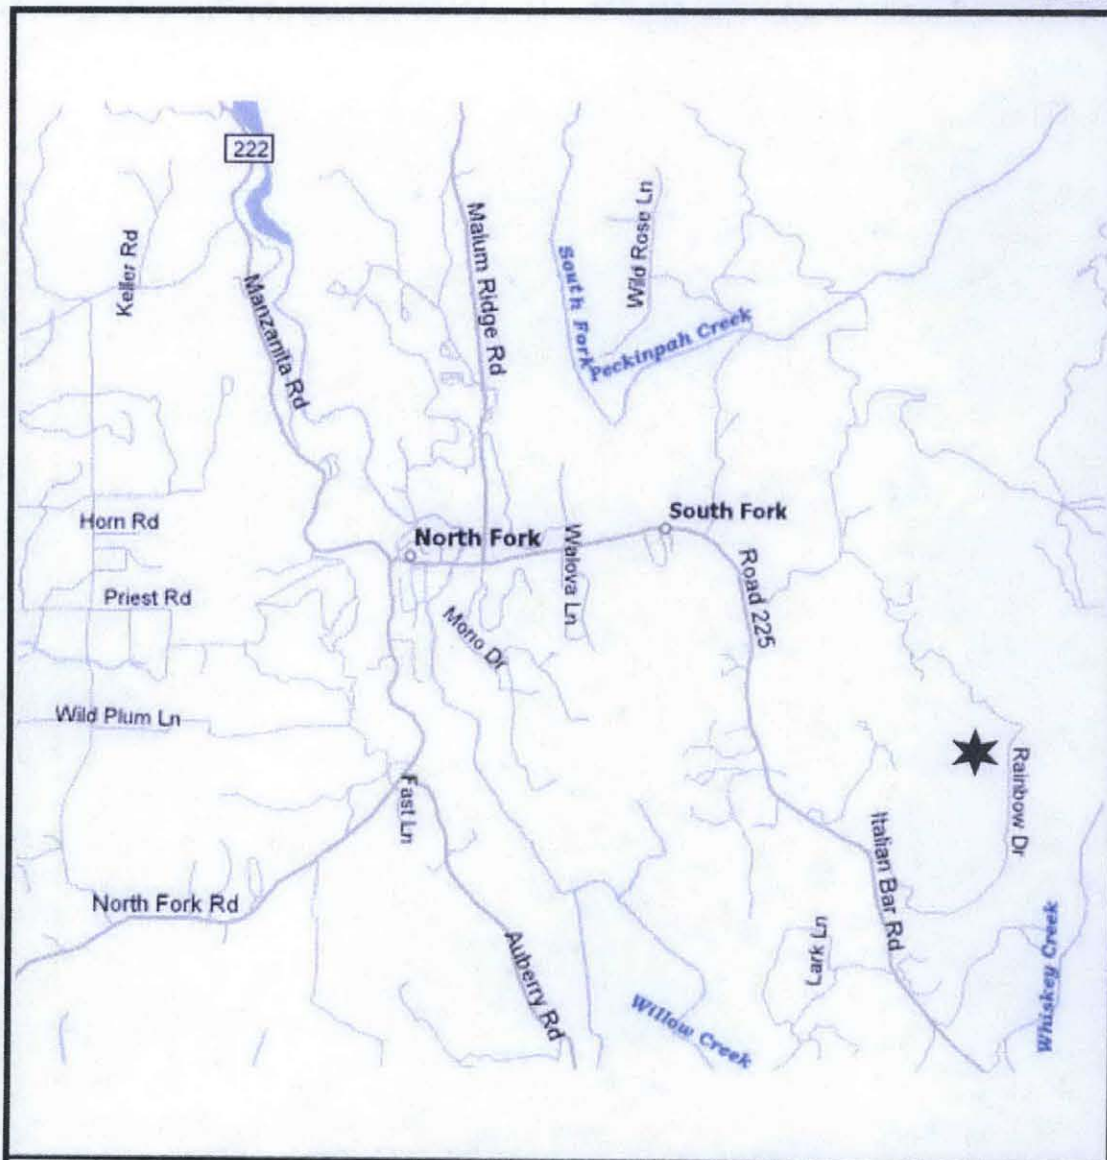 222
Keller Rd
Manzanita Rd
Malum Ridge Rd
Wild Rose Ln
South Fork
Peckinpah Creek
Horn Rd
North Fork
South Fork
Walova Ln
Road 225
Priest Rd
Mono Dr
Wild Plum Ln
Fast Ln
Rainbow Dr
Italian Bar Rd
North Fork Rd
Auberry Rd
Lark Ln
Whiskey Creek
Willow Creek